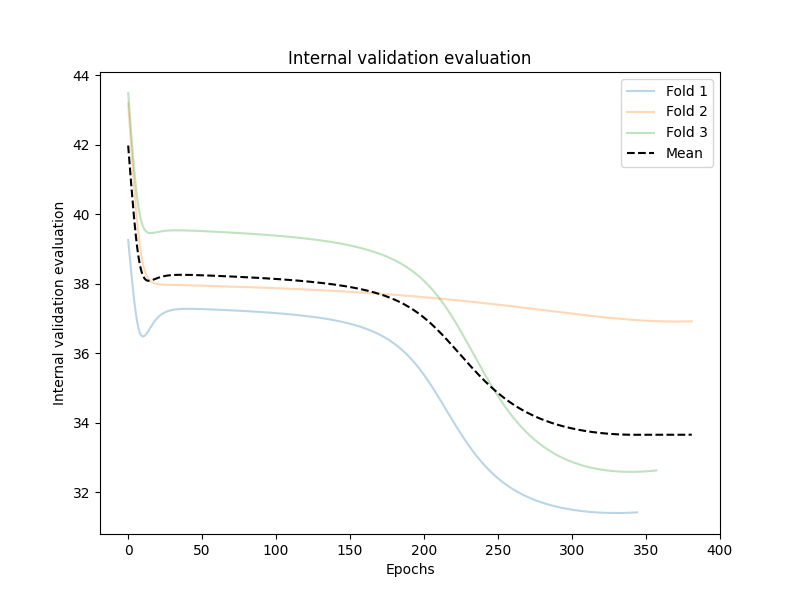 Internal validation evaluation
Fold 1
Fold 2
Fold 3
Mean
Internal validation evaluation
44
42
40
38
36
34
32
0 50 100 150 200 250 300 350 400
Epochs